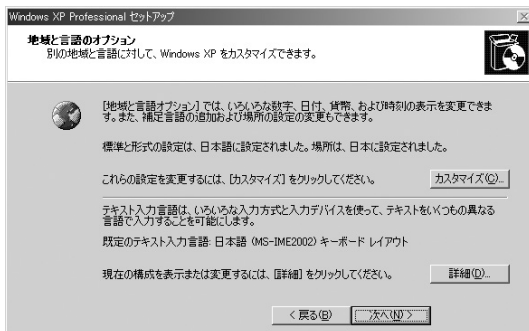 Windows XP Professional セットアップ
地域と言語のオプション
別の地域と言語に対して、Windows XP をカスタマイズできます。
[地域と言語オプション] では、いろいろな数字、日付、貨幣、および時刻の表示を変更できま
す。また、補足言語の追加および場所の設定の変更もできます。
標準と形式の設定は、日本語に設定されました。場所は、日本に設定されました。
これらの設定を変更するには、[カスタマイズ] をクリックしてください。
カスタマイズ(C)...
テキスト入力言語は、いろいろな入力方式と入力デバイスを使って、テキストをいくつもの異なる
言語で入力することを可能にします。
既定のテキスト入力言語: 日本語 (MS-IME2002) キーボード レイアウト
現在の構成を表示または変更するには、[詳細] をクリックしてください。
詳細(D)...
< 戻る(B)
次へ(N) >